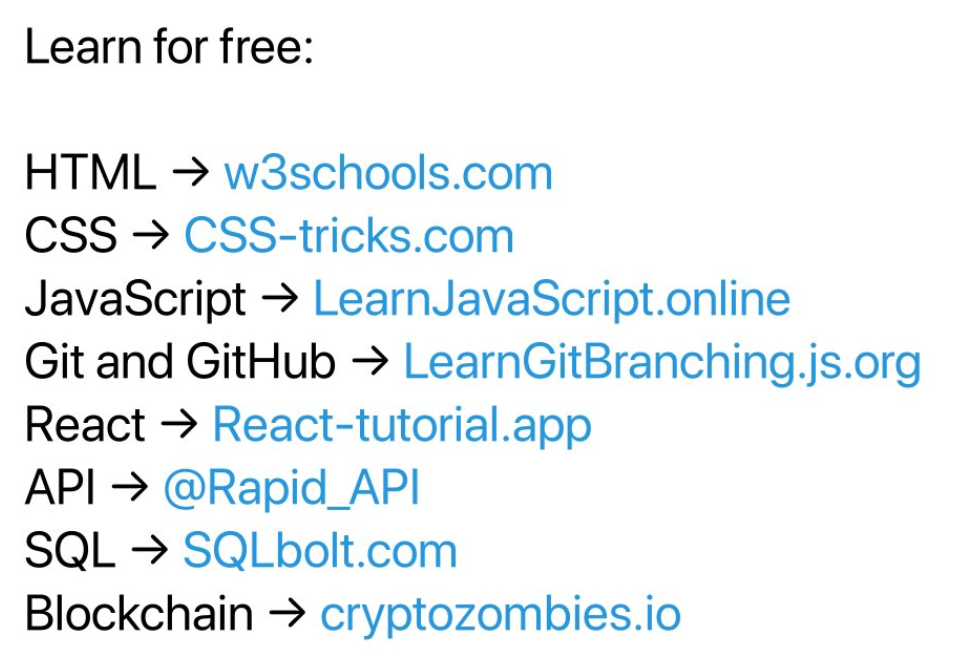 Learn for free:
HTML → w3schools.com
CSS → CSS-tricks.com
JavaScript → LearnJavaScript.online
Git and GitHub → LearnGitBranching.js.org
React → React-tutorial.app
API → @Rapid_API
SQL → SQLbolt.com
Blockchain → cryptozombies.io